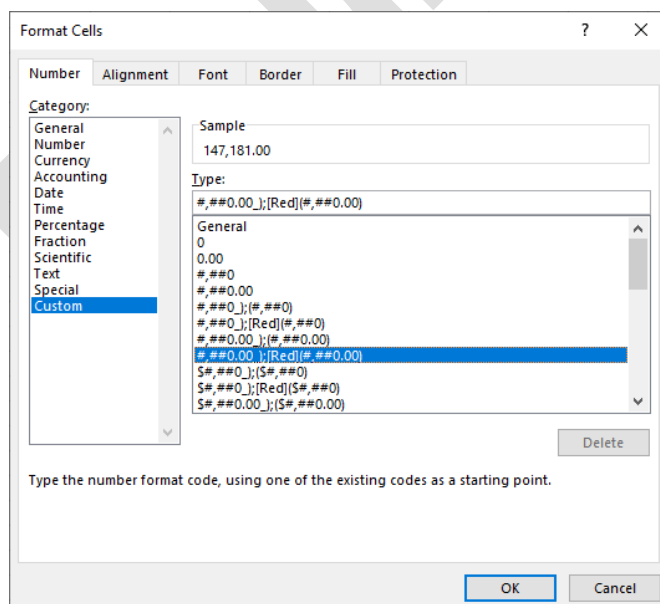 Format Cells
?
Number
Alignment
Font
Border
Fill
Protection
Category:
General
Number
Currency
Accounting
Date
Time
Percentage
Fraction
Scientific
Text
Special
Custom
Sample
147,181.00
Type:
#,##0.00_);[Red](#,##0.00)
General
0
0.00
#,##0
#,##0.00
#,##0_);(#,##0)
#,##0_);[Red](#,##0)
#,##0.00_);(#,##0.00)
#,##0.00_);[Red](#,##0.00)
$#,##0_);($#,##0)
$#,##0_);[Red]($#,##0)
$#,##0.00_);($#,##0.00)
Delete
Type the number format code, using one of the existing codes as a starting point.
OK
Cancel